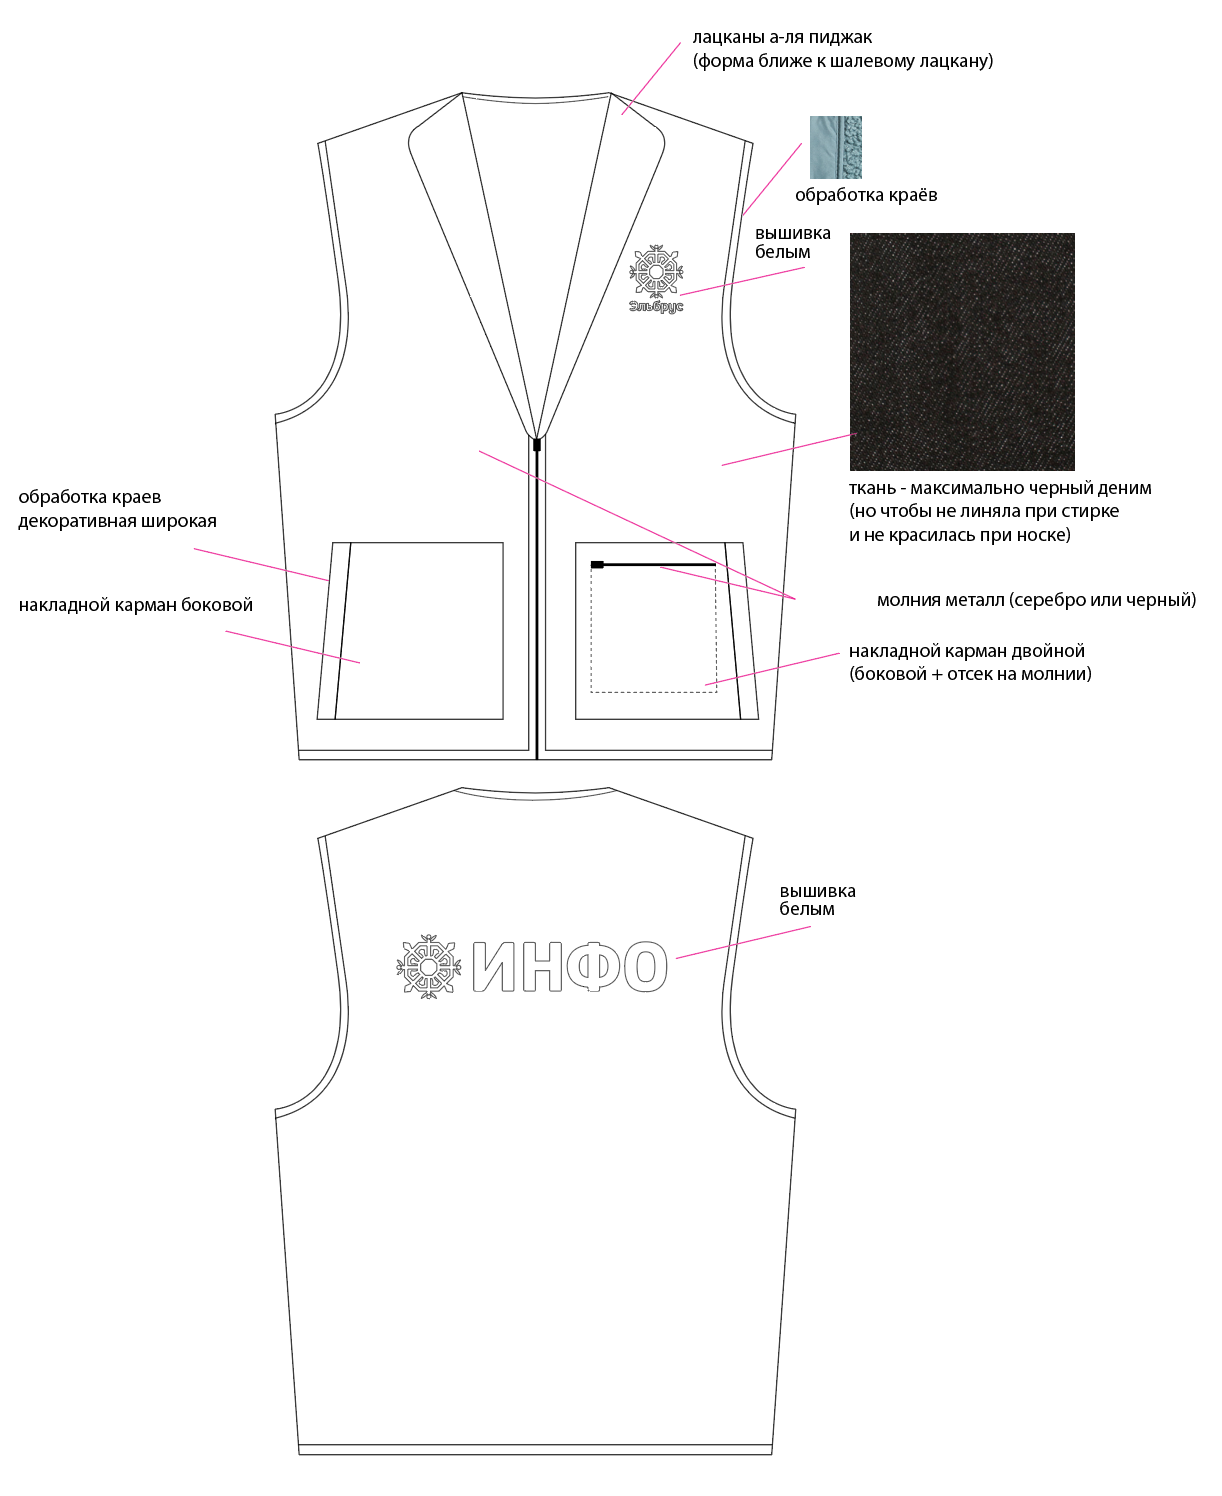 лацканы а-ля пиджак
(форма ближе к шалевому лацкану)
обработка краёв
вышивка
белым
Эльбрус
ткань - максимально черный деним
(но чтобы не линяла при стирке
и не красилась при носке)
обработка краев
декоративная широкая
накладной карман боковой
молния металл (серебро или черный)
накладной карман двойной
(боковой + отсек на молнии)
вышивка
белым
ИНФО